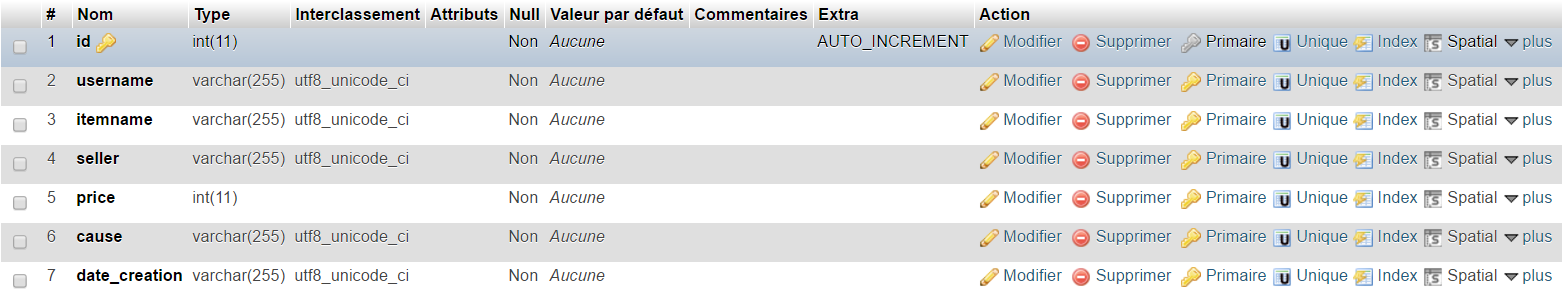 # Nom Type Interclassement Attributs Null Valeur par défaut Commentaires Extra Action
1 id int(11) Non Aucune AUTO_INCREMENT Modifier Supprimer Primaire U Unique Index S Spatial plus
2 username varchar(255) utf8_unicode_ci Non Aucune Modifier Supprimer Primaire U Unique Index S Spatial plus
3 itemname varchar(255) utf8_unicode_ci Non Aucune Modifier Supprimer Primaire U Unique Index S Spatial plus
4 seller varchar(255) utf8_unicode_ci Non Aucune Modifier Supprimer Primaire U Unique Index S Spatial plus
5 price int(11) Non Aucune Modifier Supprimer Primaire U Unique Index S Spatial plus
6 cause varchar(255) utf8_unicode_ci Non Aucune Modifier Supprimer Primaire U Unique Index S Spatial plus
7 date_creation varchar(255) utf8_unicode_ci Non Aucune Modifier Supprimer Primaire U Unique Index S Spatial plus